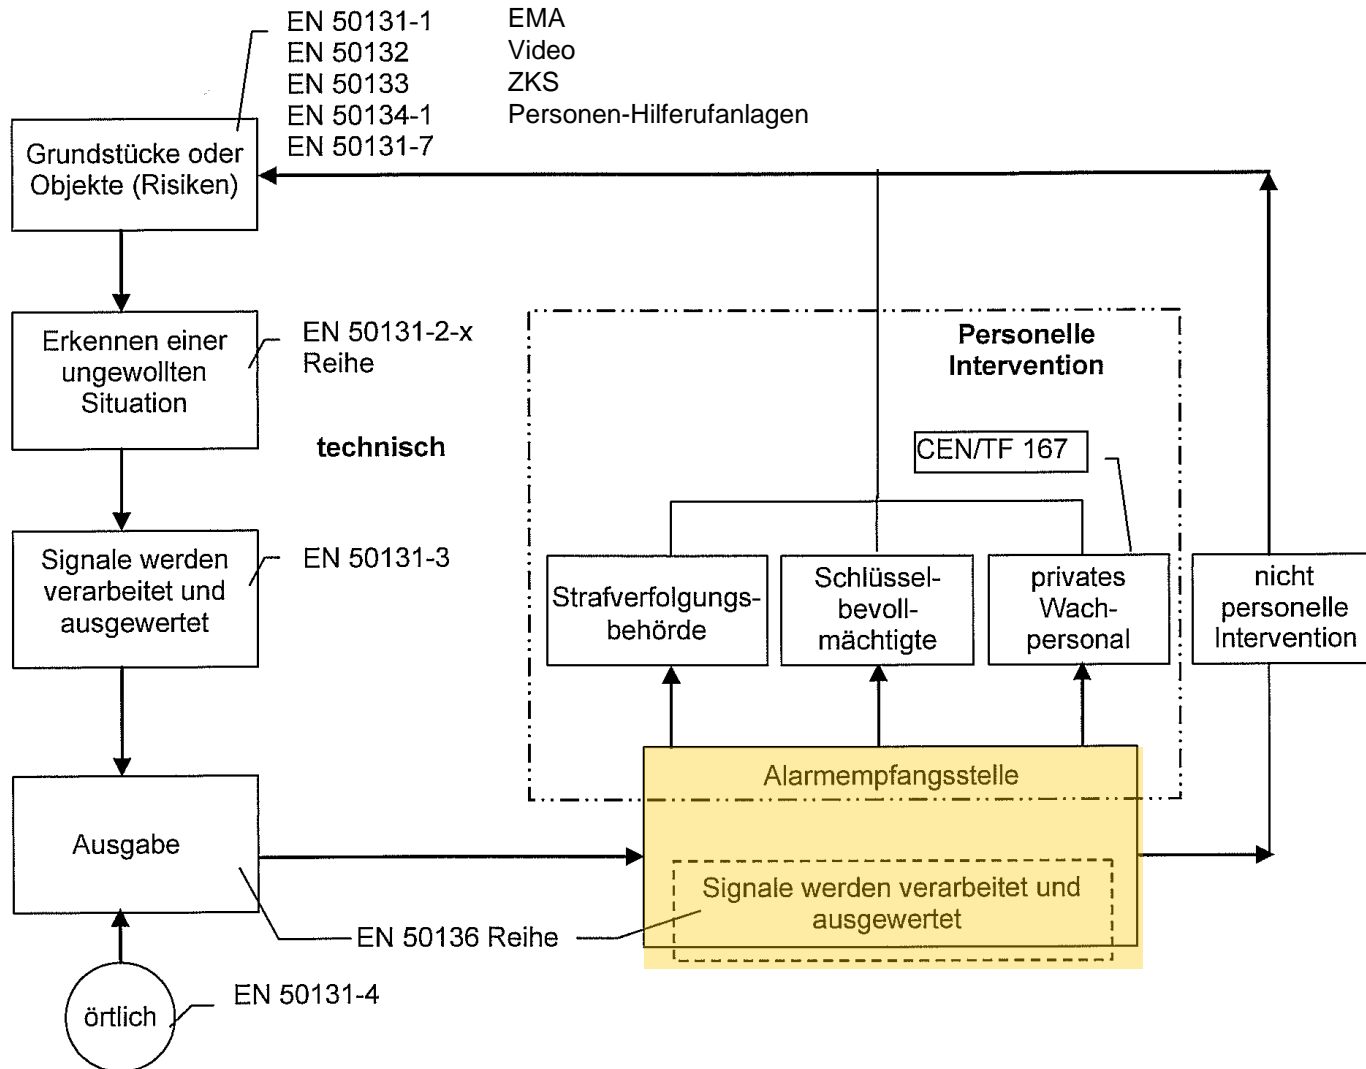 EN 50131-1 EMA
EN 50132 Video
EN 50133 ZKS
EN 50134-1 Personen-Hilferufanlagen
EN 50131-7
Grundstücke oder
Objekte (Risiken)
Erkennen einer
ungewollten
Situation
EN 50131-2-x
Reihe
technisch
Signale werden
verarbeitet und
ausgewertet
EN 50131-3
Personelle
Intervention
CEN/TF 167
Strafverfolgungs-
behörde
Schlüssel-
bevoll-
mächtigte
privates
Wach-
personal
nicht
personelle
Intervention
Alarmempfangsstelle
Signale werden verarbeitet und
ausgewertet
Ausgabe
EN 50136 Reihe
örtlich
EN 50131-4